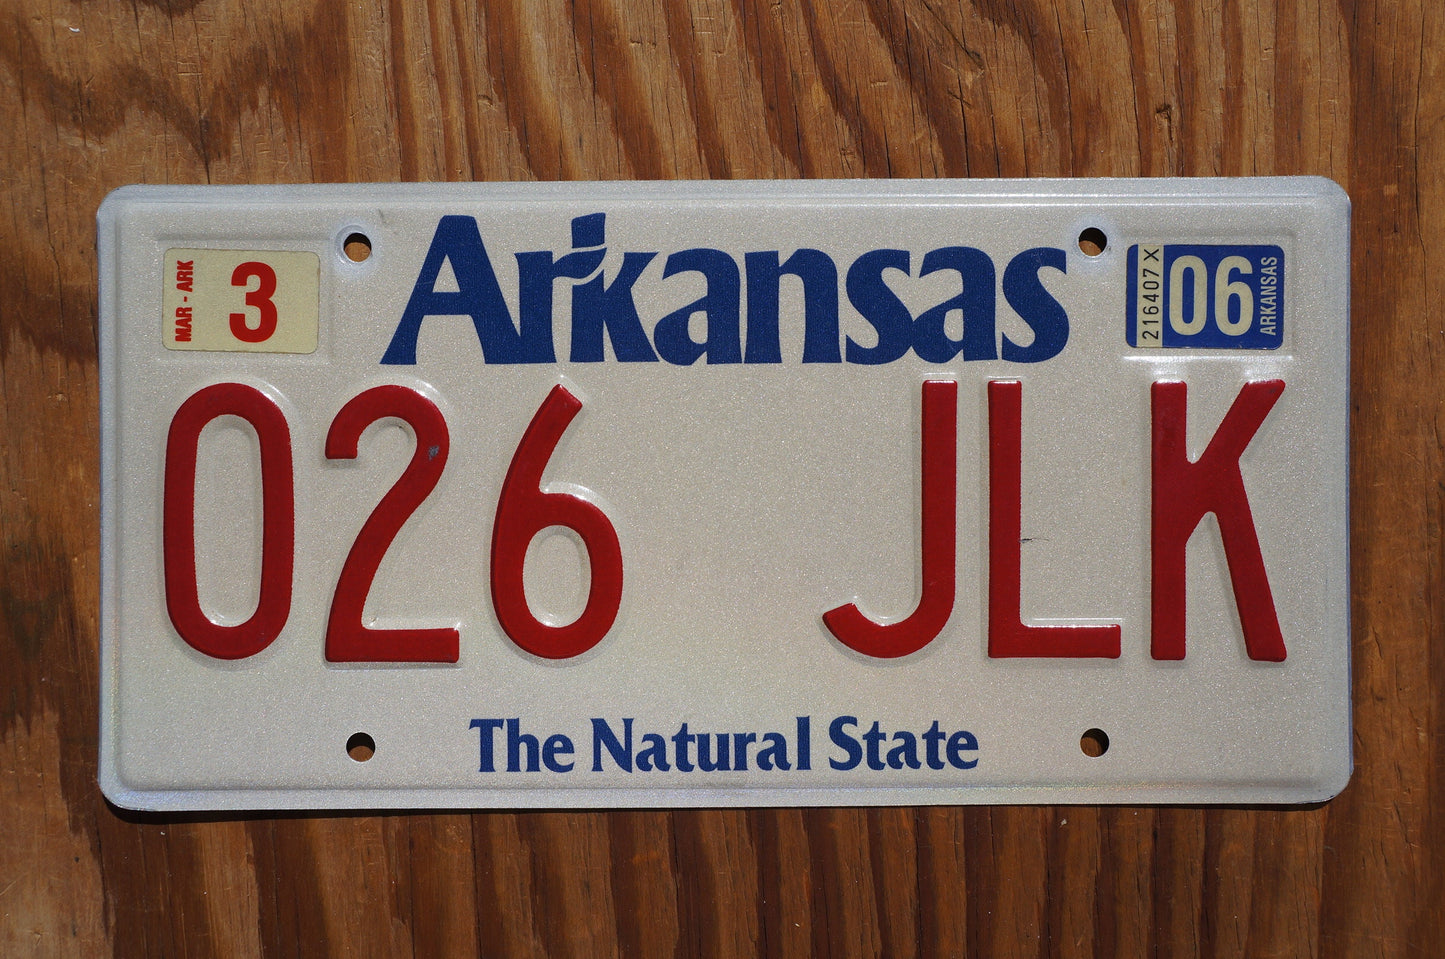 MAR - ARK
3
Arkansas
216407 X
06
ARKANSAS
026 JLK
The Natural State